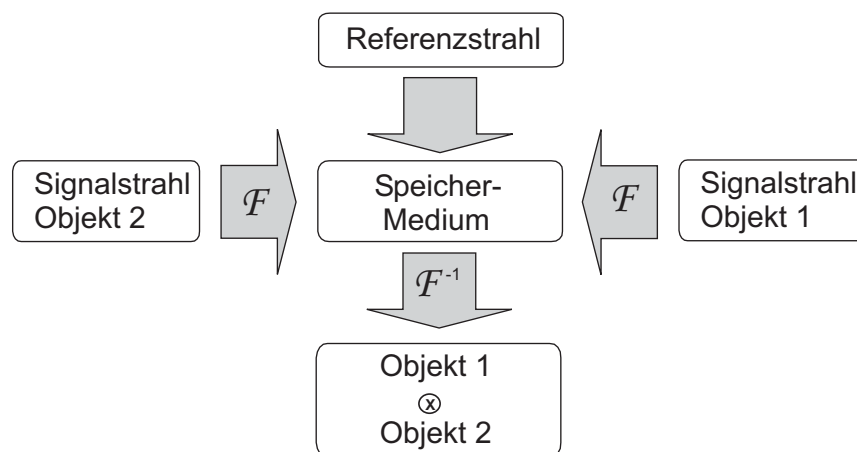 Referenzstrahl
Signalstrahl
Objekt 2
ℱ
Speicher-
Medium
ℱ
Signalstrahl
Objekt 1
ℱ⁻¹
Objekt 1
ⓧ
Objekt 2